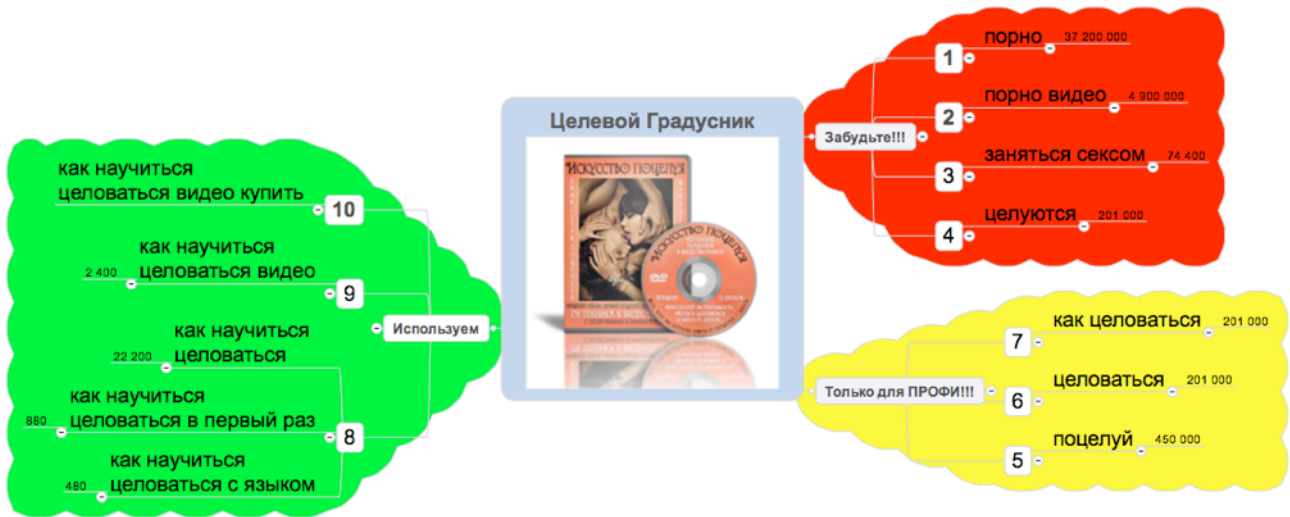 Целевой Градусник
ИСКУССТВО ПОЦЕЛУЯ
ИСКУССТВО ПОЦЕЛУЯ
DVD
Забудьте!!!
1
порно
37 200 000
2
порно видео
4 900 000
3
заняться сексом
74 400
4
целуются
201 000
Только для ПРОФИ!!!
7
как целоваться
201 000
6
целоваться
201 000
5
поцелуй
450 000
Используем
10
как научиться
целоваться видео купить
9
как научиться
целоваться видео
2 400
8
как научиться
целоваться
22 200
как научиться
целоваться в первый раз
880
как научиться
целоваться с языком
480